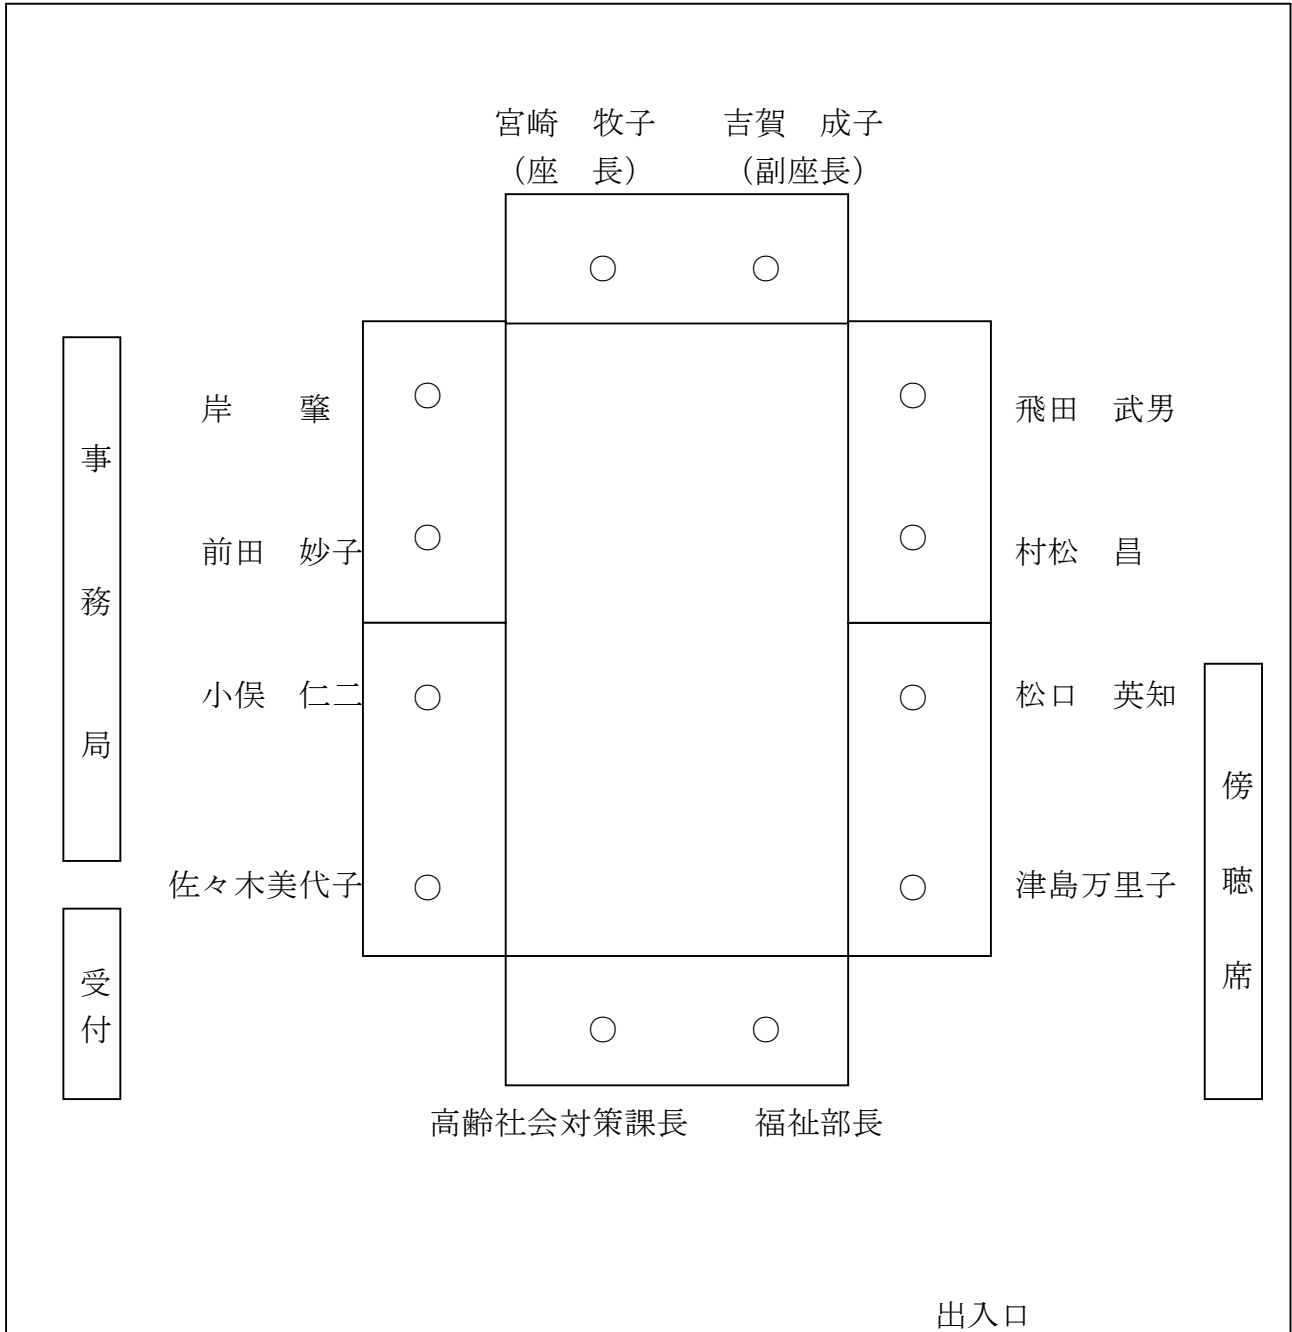 宮崎　牧子　　吉賀　成子
（座　長）　　（副座長）
岸　　肇
飛田　武男
前田　妙子
村松　昌
小俣　仁二
松口　英知
佐々木美代子
津島万里子
事務局
受付
傍聴席
高齢社会対策課長　　福祉部長
出入口